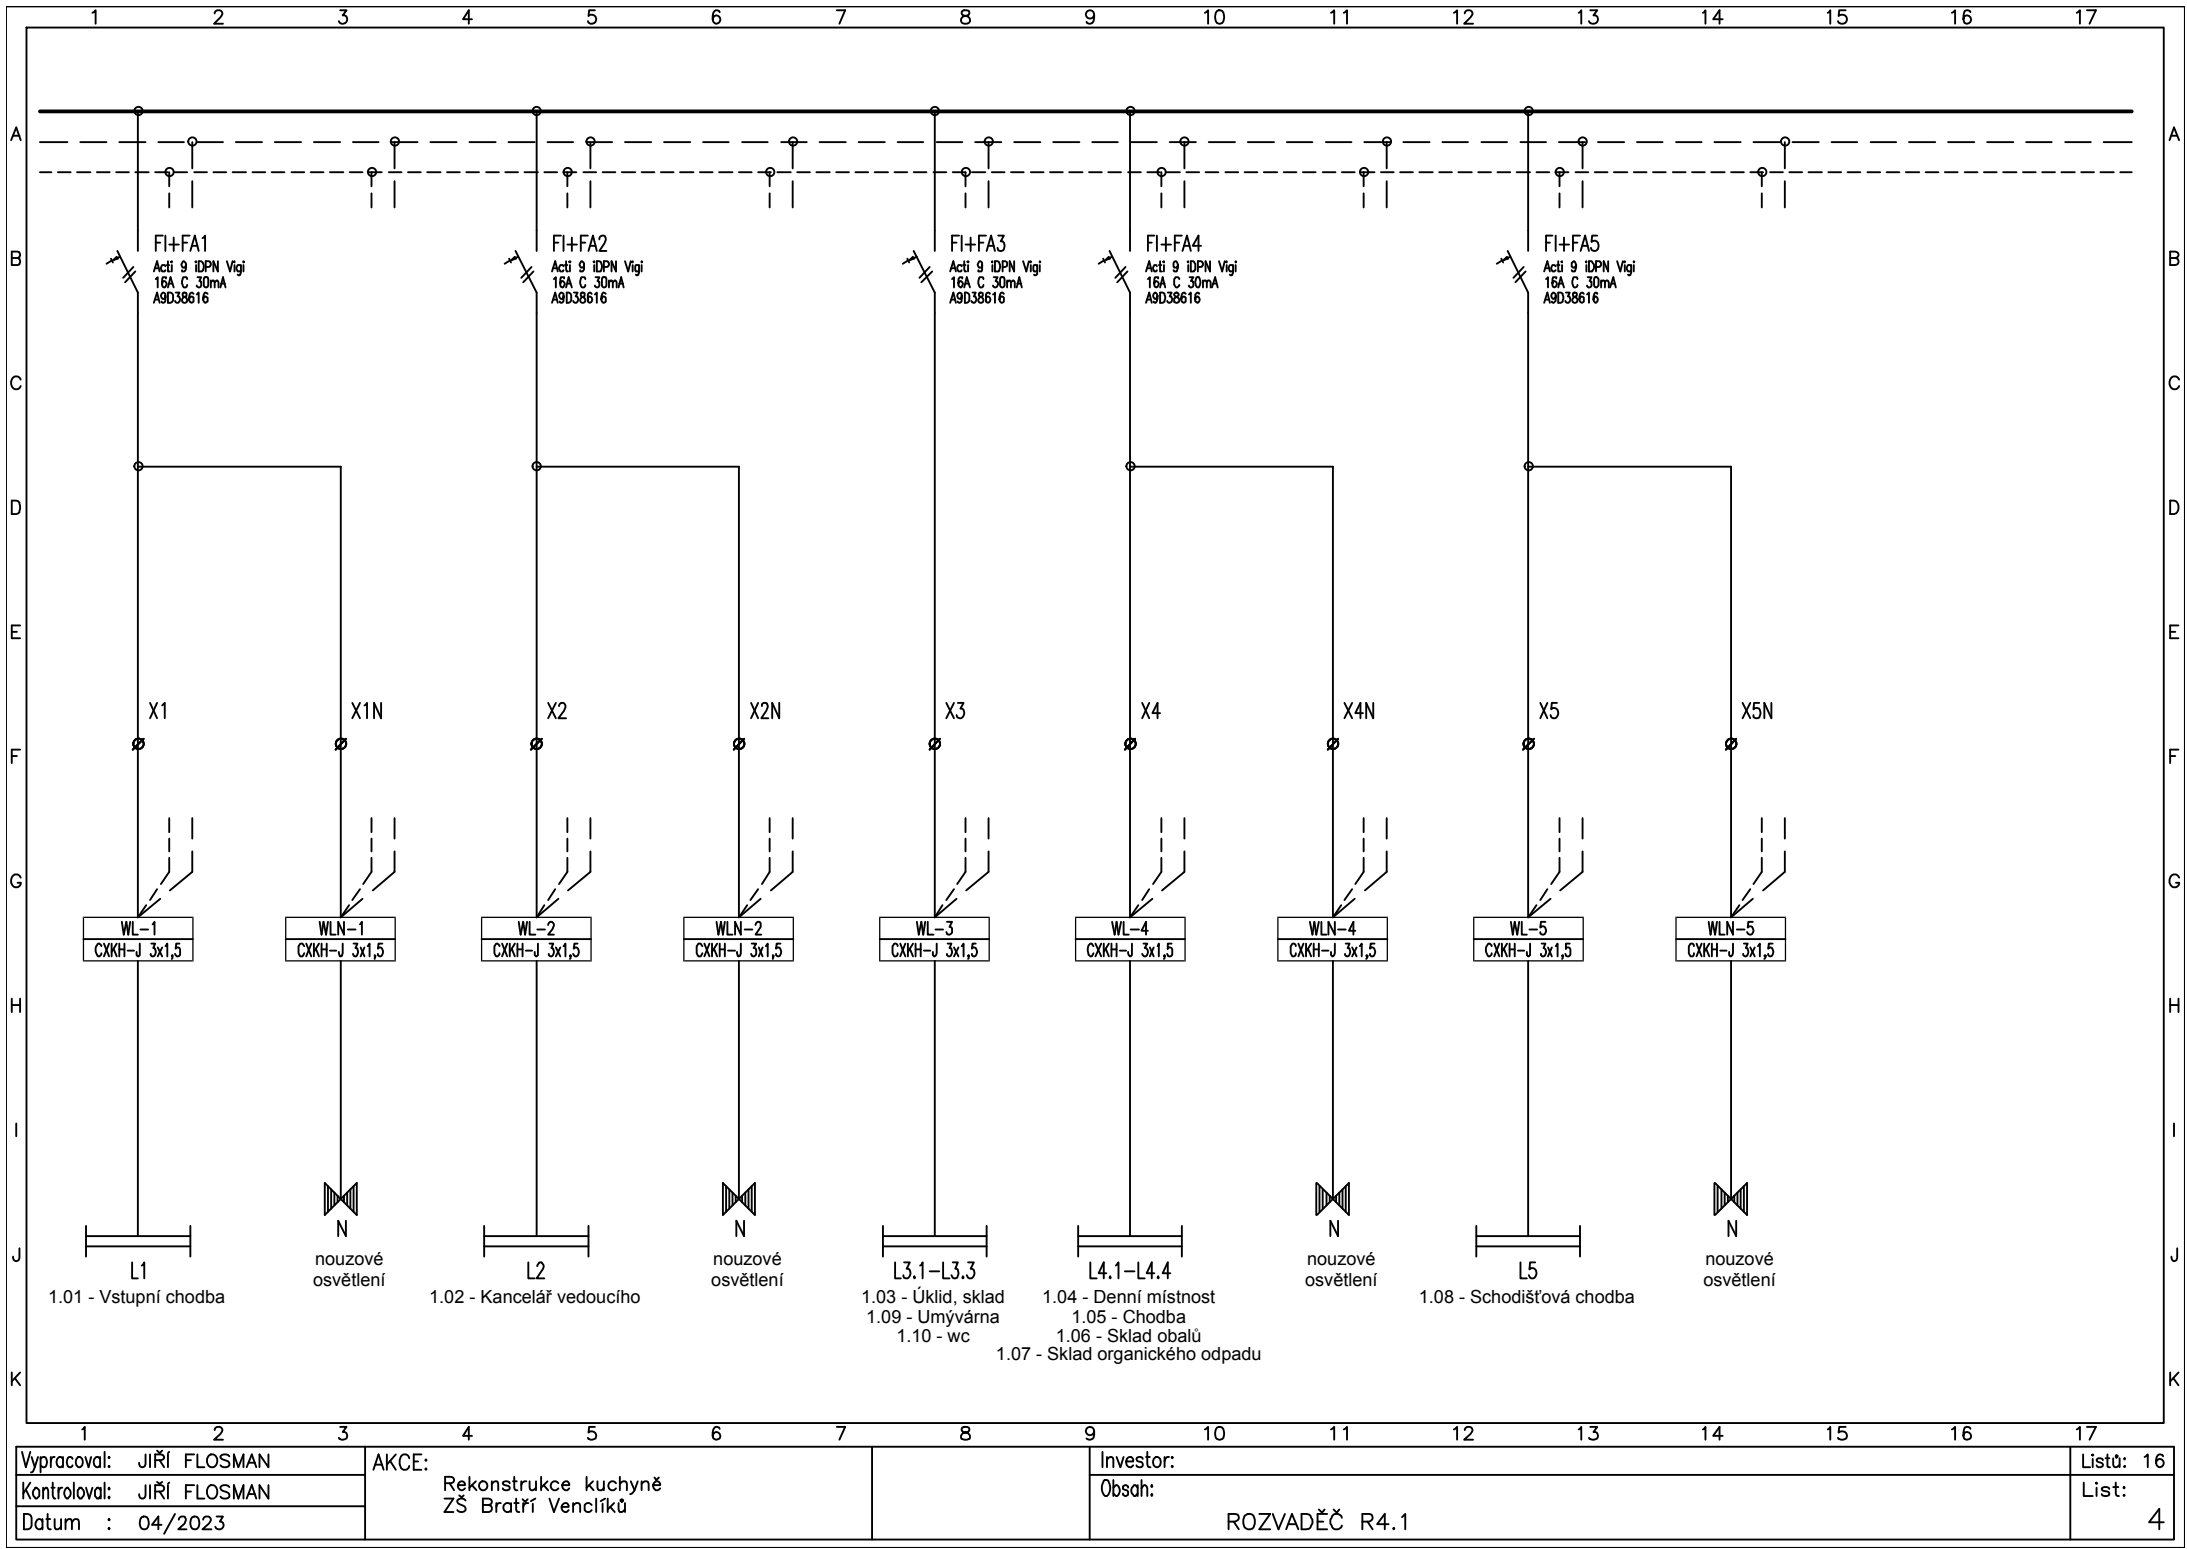 1 2 3 4 5 6 7 8 9 10 11 12 13 14 15 16 17
A A
FI+FA1
Acti 9 iDPN Vigi
16A C 30mA
A9D38616
FI+FA2
Acti 9 iDPN Vigi
16A C 30mA
A9D38616
FI+FA3
Acti 9 iDPN Vigi
16A C 30mA
A9D38616
FI+FA4
Acti 9 iDPN Vigi
16A C 30mA
A9D38616
FI+FA5
Acti 9 iDPN Vigi
16A C 30mA
A9D38616
B B
C C
D D
E E
X1 X1N X2 X2N X3 X4 X4N X5 X5N
F F
G G
WL-1
CXKH-J 3x1,5
WLN-1
CXKH-J 3x1,5
WL-2
CXKH-J 3x1,5
WLN-2
CXKH-J 3x1,5
WL-3
CXKH-J 3x1,5
WL-4
CXKH-J 3x1,5
WLN-4
CXKH-J 3x1,5
WL-5
CXKH-J 3x1,5
WLN-5
CXKH-J 3x1,5
H H
I I
J J
L1
1.01 - Vstupní chodba
N
nouzové
osvětlení
L2
1.02 - Kancelář vedoucího
N
nouzové
osvětlení
L3.1-L3.3
1.03 - Úklid, sklad
1.09 - Umývárna
1.10 - wc
L4.1-L4.4
1.04 - Denní místnost
1.05 - Chodba
1.06 - Sklad obalů
1.07 - Sklad organického odpadu
N
nouzové
osvětlení
L5
1.08 - Schodišťová chodba
N
nouzové
osvětlení
K K
1 2 3 4 5 6 7 8 9 10 11 12 13 14 15 16 17
Vypracoval: JIŘÍ FLOSMAN
Kontroloval: JIŘÍ FLOSMAN
Datum : 04/2023
AKCE:
Rekonstrukce kuchyně
ZŠ Bratří Venclíků
Investor:
Obsah:
ROZVADĚČ R4.1
Listů: 16
List:
4